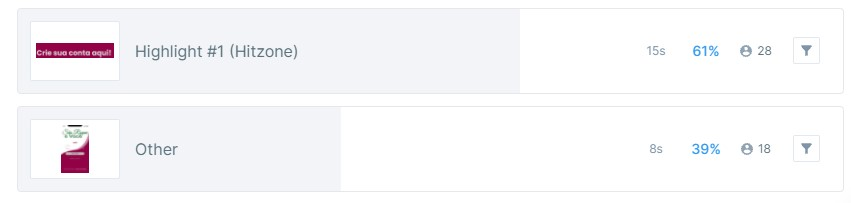 Crie sua conta aqui!
Highlight #1 (Hitzone)
15s
61%
28
Other
8s
39%
18